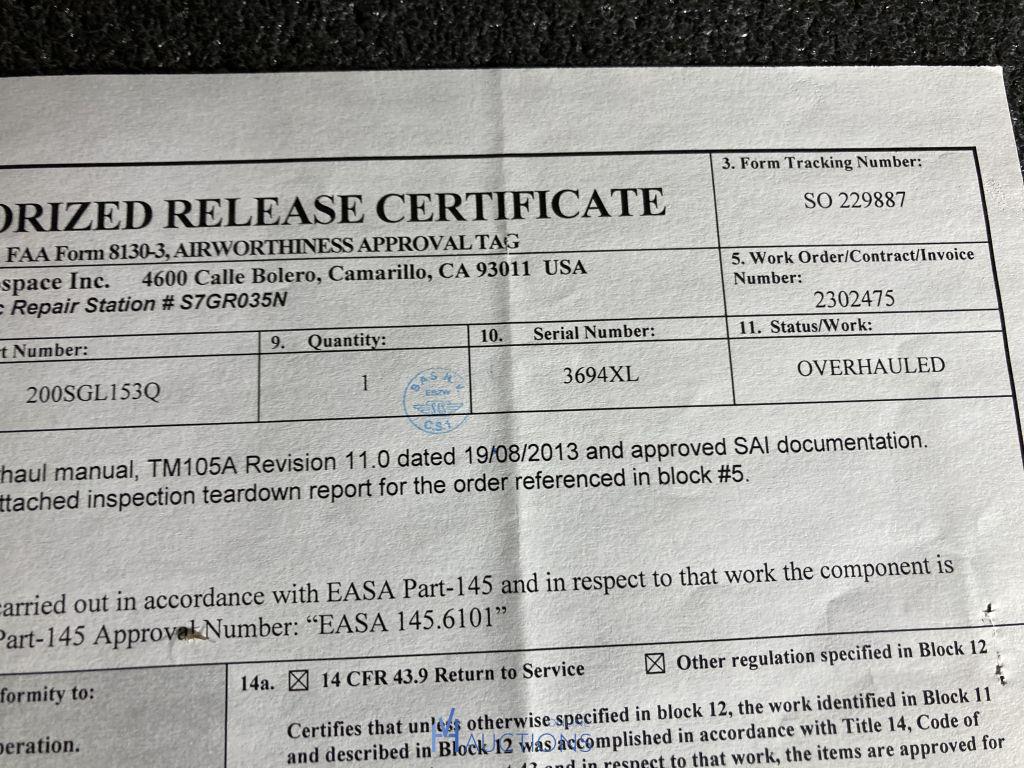 3. Form Tracking Number:
SO 229887
ORIZED RELEASE CERTIFICATE
FAA Form 8130-3, AIRWORTHINESS APPROVAL TAG
space Inc. 4600 Calle Bolero, Camarillo, CA 93011 USA
c Repair Station # S7GR035N
5. Work Order/Contract/Invoice
Number:
2302475
t Number:
9. Quantity:
10. Serial Number:
11. Status/Work:
200SGL153Q
1
3694XL
OVERHAULED
C.S.1
haul manual, TM105A Revision 11.0 dated 19/08/2013 and approved SAI documentation.
ttached inspection teardown report for the order referenced in block #5.
carried out in accordance with EASA Part-145 and in respect to that work the component is
Part-145 Approval Number: “EASA 145.6101”
formity to:
14a. ☒ 14 CFR 43.9 Return to Service
☒ Other regulation specified in Block 12
peration.
Certifies that unless otherwise specified in block 12, the work identified in Block 11
and described in Block 12 was accomplished in accordance with Title 14, Code of
and in respect to that work, the items are approved for
AUCTIONS